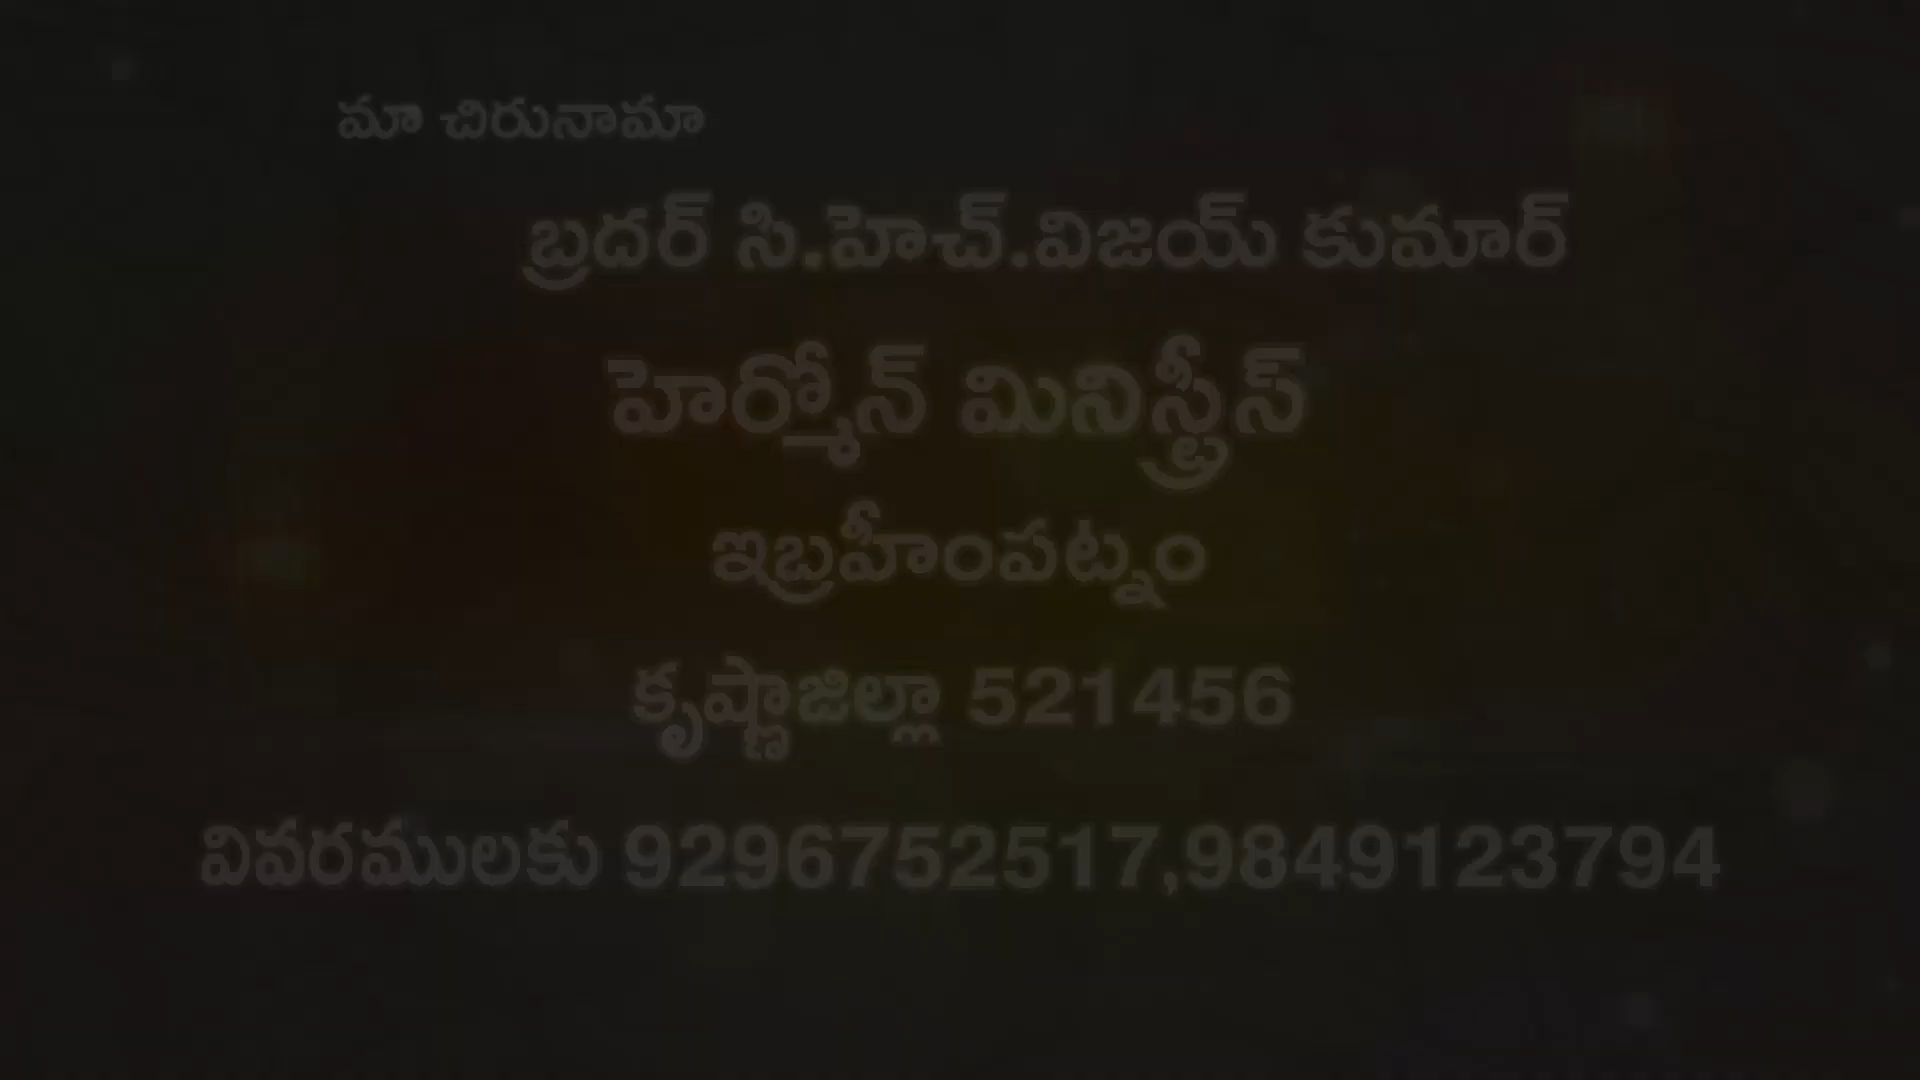 మా చిరునామా
బ్రదర్ సి.హెచ్.విజయ్ కుమార్
హెర్మోన్ మినిస్ట్రీస్
ఇబ్రహీంపట్నం
కృష్ణాజిల్లా 521456
వివరములకు 9296752517,9849123794